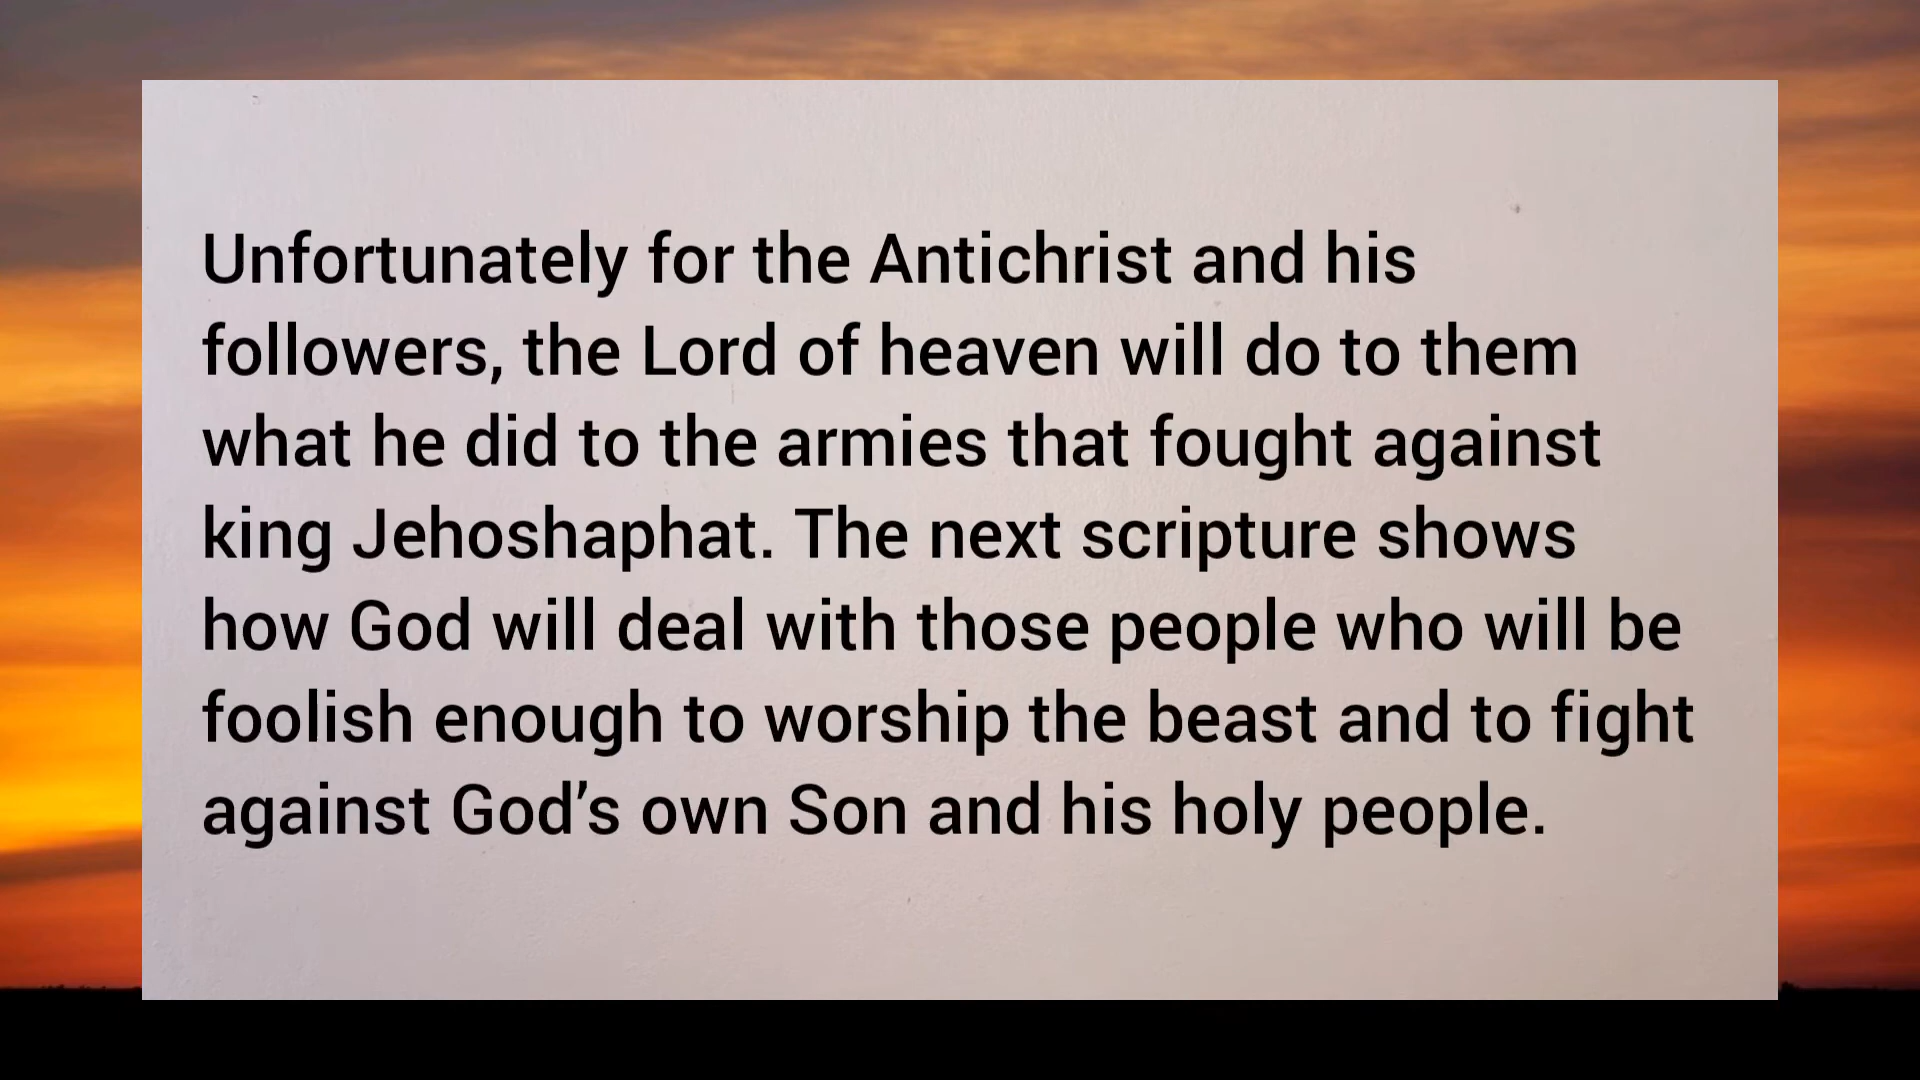 Unfortunately for the Antichrist and his
followers, the Lord of heaven will do to them
what he did to the armies that fought against
king Jehoshaphat. The next scripture shows
how God will deal with those people who will be
foolish enough to worship the beast and to fight
against God’s own Son and his holy people.